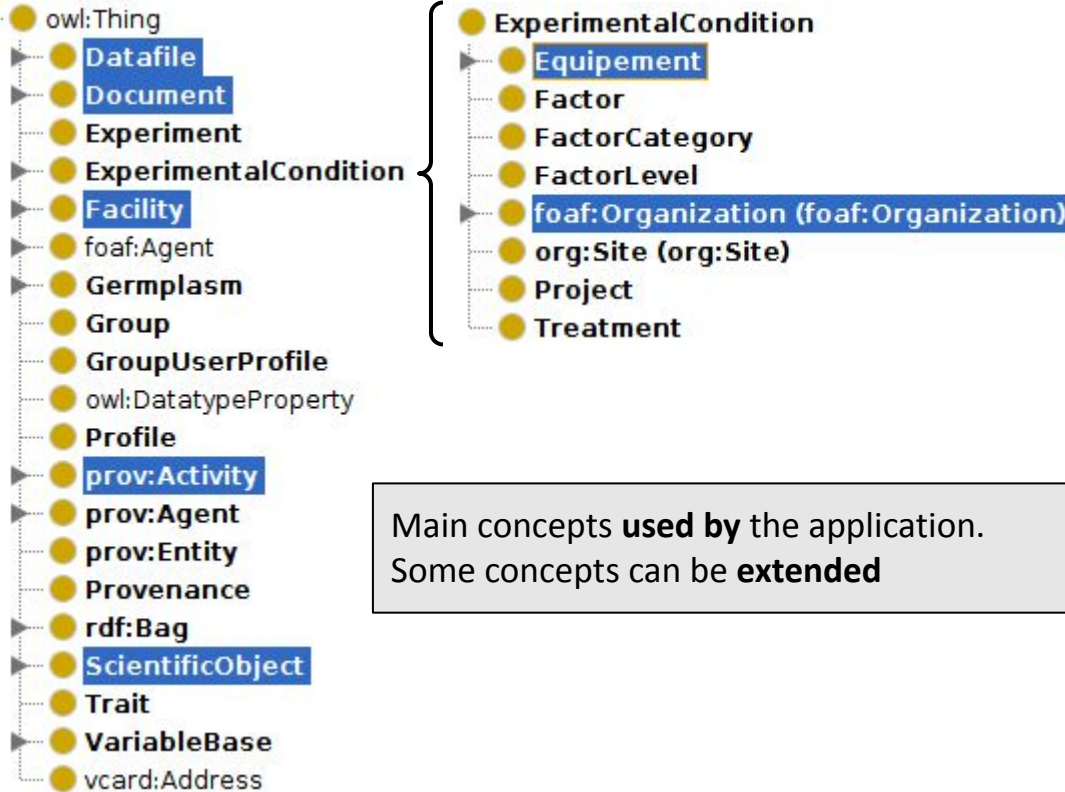 owl:Thing
Datafile
Document
Experiment
ExperimentalCondition
Facility
foaf:Agent
Germplasm
Group
GroupUserProfile
owl:DatatypeProperty
Profile
prov:Activity
prov:Agent
prov:Entity
Provenance
rdf:Bag
ScientificObject
Trait
VariableBase
vcard:Address
ExperimentalCondition
Equipement
Factor
FactorCategory
FactorLevel
foaf:Organization (foaf:Organization)
org:Site (org:Site)
Project
Treatment
Main concepts used by the application.
Some concepts can be extended